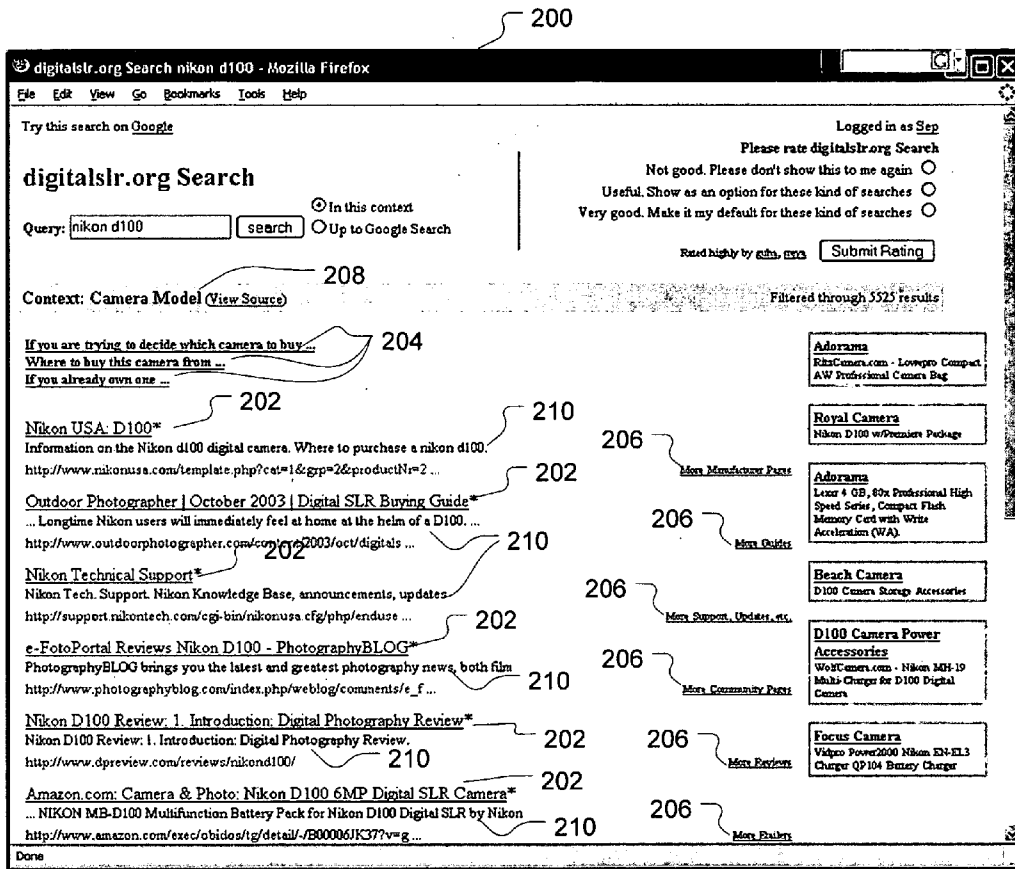 200
digitalslr.org Search nikon d100 - Mozilla Firefox
File Edit View Go Bookmarks Tools Help
Try this search on Google
Logged in as Sep
Please rate digitalslr.org Search
Not good. Please don't show this to me again
Useful. Show as an option for these kind of searches
Very good. Make it my default for these kind of searches
digitalslr.org Search
In this context
Query: nikon d100 search Up to Google Search
Rated highly by guha, Submit Rating
208
Context: Camera Model (View Source)
Filtered through 5525 results
If you are trying to decide which camera to buy ...
Where to buy this camera from ...
If you already own one ...
204
202
Nikon USA: D100*
210
Information on the Nikon d100 digital camera. Where to purchase a nikon d100.
http://www.nikonusa.com/template.php?cat=1&grp=2&productNr=2 ...
206
More Manufacturer Pages
202
Outdoor Photographer | October 2003 | Digital SLR Buying Guide*
... Longtime Nikon users will immediately feel at home at the helm of a D100. ...
http://www.outdoorphotographer.com/content/2003/oct/digitals ...
210
206
More Guides
202
Nikon Technical Support*
Nikon Tech. Support. Nikon Knowledge Base, announcements, updates
http://support.nikontech.com/cgi-bin/nikonusa.cfg/php/enduse ...
206
More Support, Updates, etc.
202
e-FotoPortal Reviews Nikon D100 - PhotographyBLOG*
PhotographyBLOG brings you the latest and greatest photography news, both film
http://www.photographyblog.com/index.php/weblog/comments/e_f ...
210
206
More Community Pages
Nikon D100 Review: 1. Introduction: Digital Photography Review*
202
Nikon D100 Review: 1. Introduction: Digital Photography Review.
http://www.dpreview.com/reviews/nikond100/
210
206
More Reviews
202
Amazon.com: Camera & Photo: Nikon D100 6MP Digital SLR Camera*
... NIKON MB-D100 Multifunction Battery Pack for Nikon D100 Digital SLR by Nikon
http://www.amazon.com/exec/obidos/tg/detail/-/B00006JK37?v=g ...
210
206
More Etailers
Adorama
RitzCamera.com - Lowepro Compact
AW Professional Camera Bag
Royal Camera
Nikon D100 w/Premiere Package
Adorama
Lexar 4 GB, 80x Professional High
Speed Series, Compact Flash
Memory Card with Write
Acceleration (WA).
Beach Camera
D100 Camera Storage Accessories
D100 Camera Power
Accessories
WolfCamera.com - Nikon MH-19
Multi-Charger for D100 Digital
Camera
Focus Camera
Vidpro Power2000 Nikon EN-EL3
Charger QP104 Battery Charger
Done